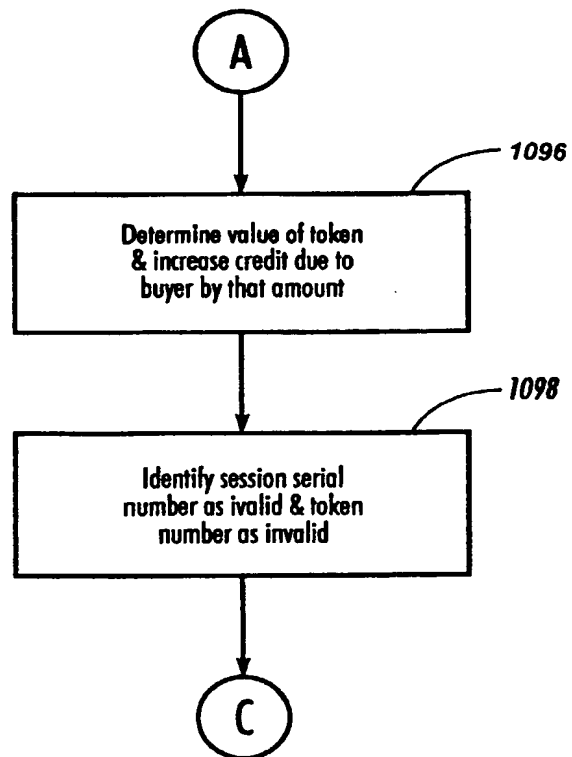 A
1096
Determine value of token
& increase credit due to
buyer by that amount
1098
Identify session serial
number as ivalid & token
number as invalid
C